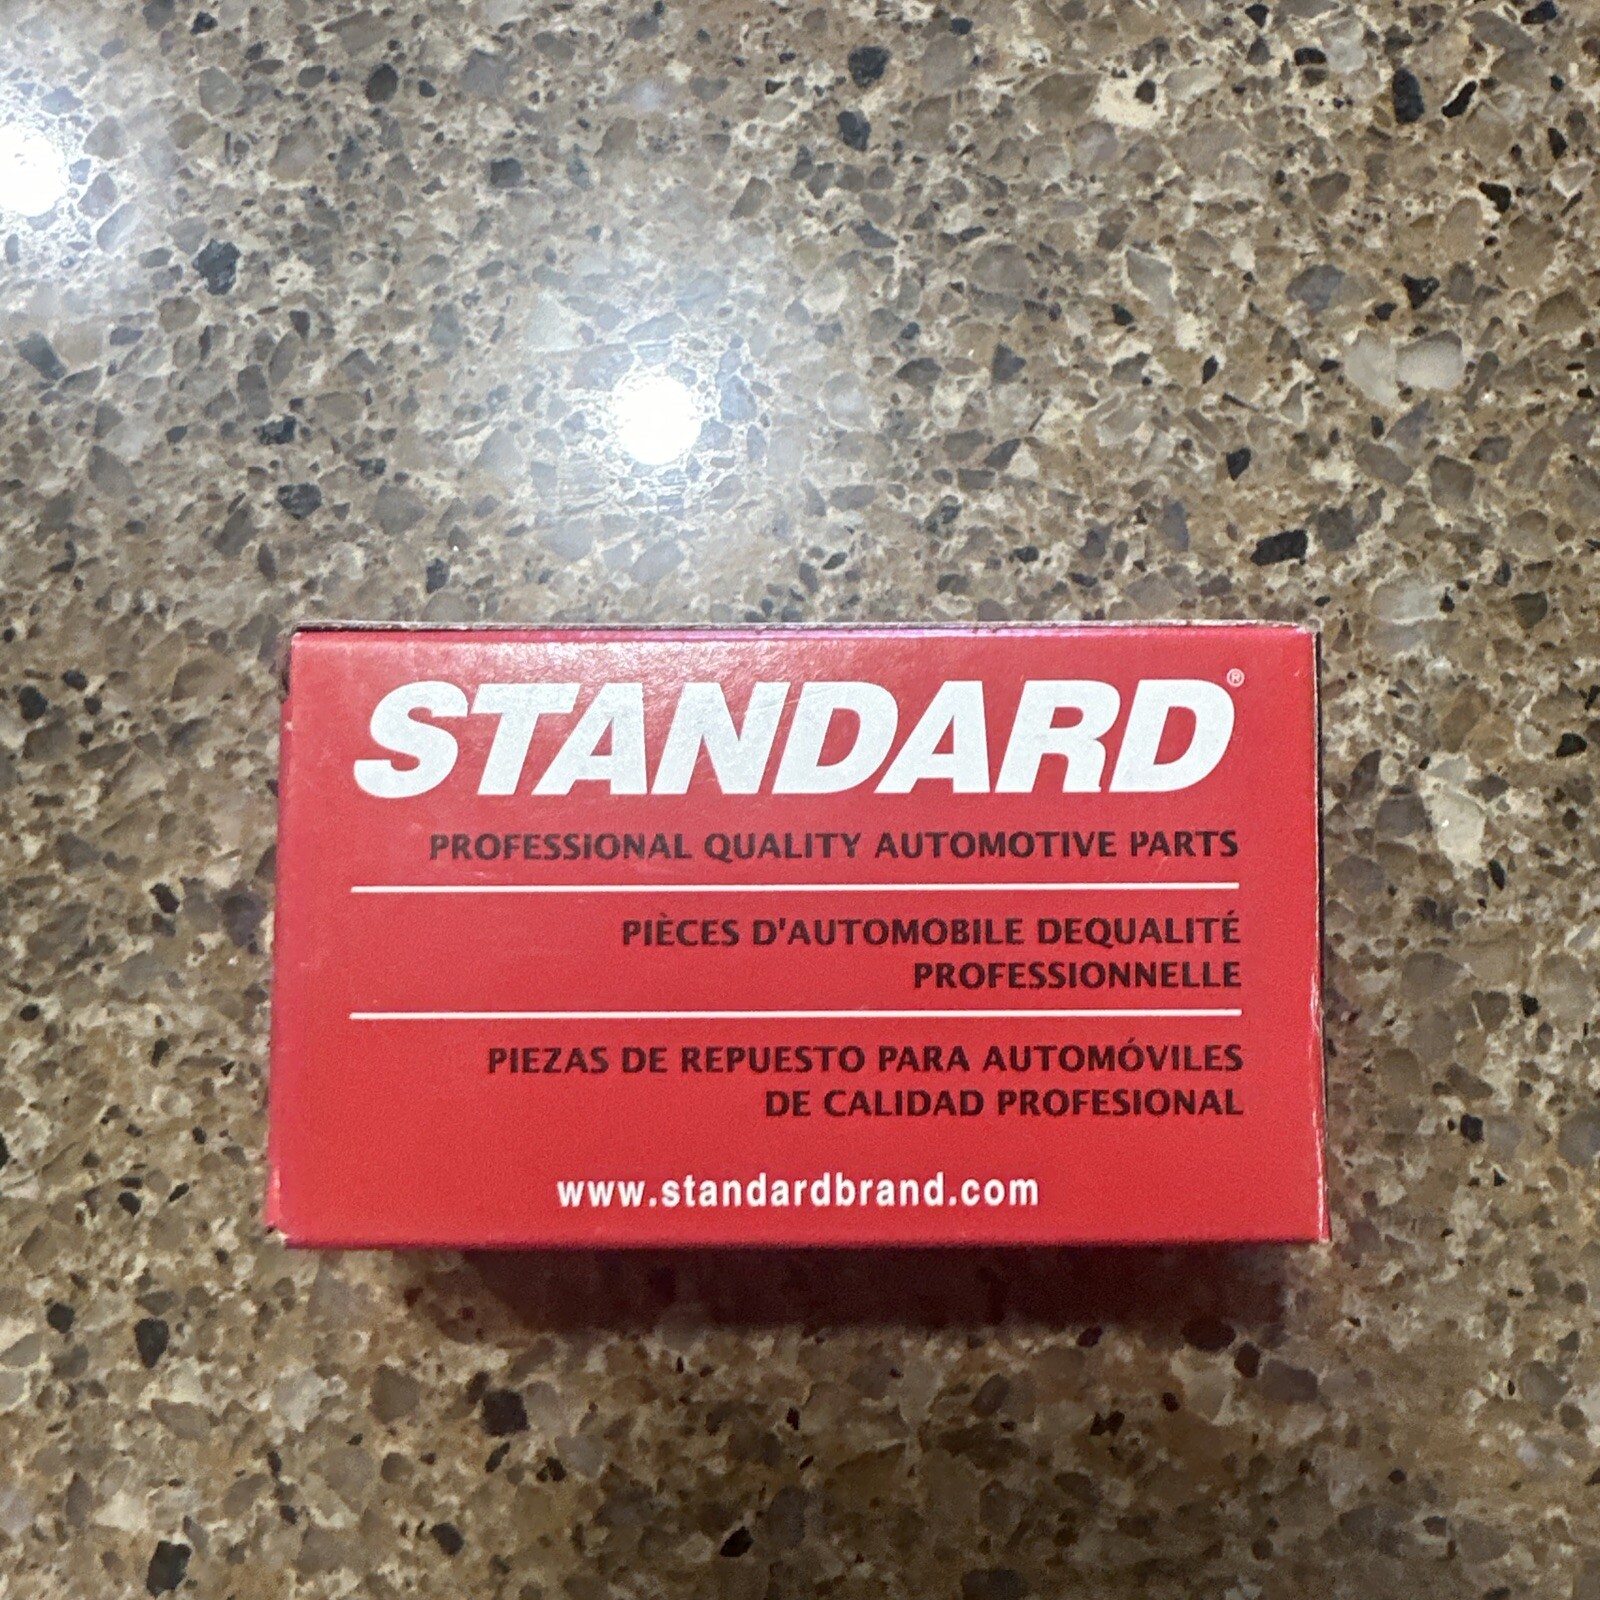 STANDARD®
PROFESSIONAL QUALITY AUTOMOTIVE PARTS
PIÈCES D'AUTOMOBILE DEQUALITÉ
PROFESSIONNELLE
PIEZAS DE REPUESTO PARA AUTOMÓVILES
DE CALIDAD PROFESIONAL
www.standardbrand.com